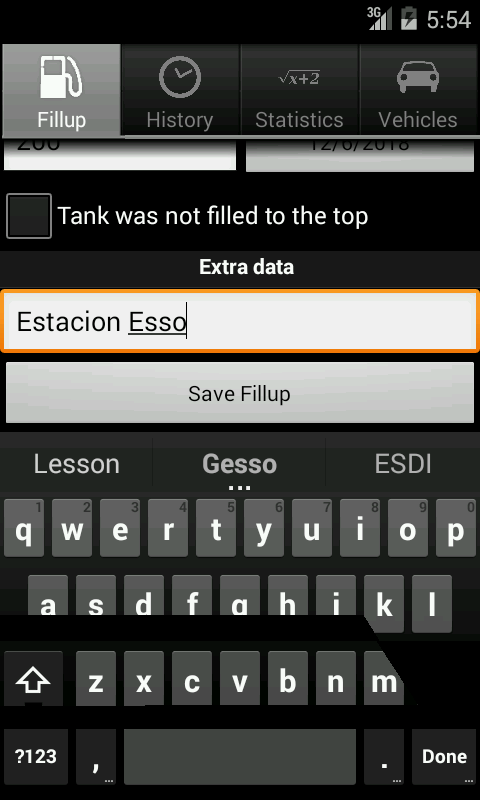 3G 5:54
√x+2
Fillup History Statistics Vehicles
200 12/6/2018
Tank was not filled to the top
Extra data
Estacion Esso
Save Fillup
Lesson Gesso ESDI
...
1 2 3 4 5 6 7 8 9 0
q w e r t y u i o p
a s d f g h j k l
z x c v b n m
?123 , . Done